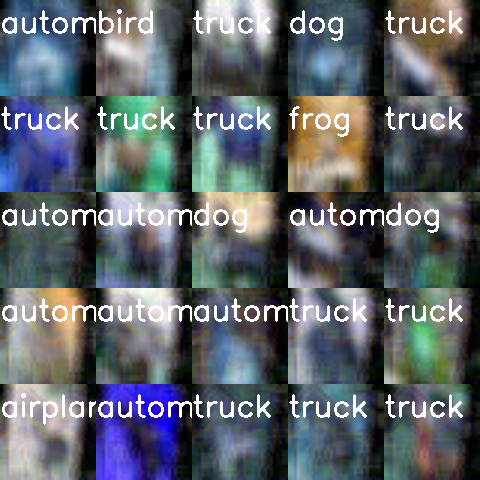 autombird truck dog truck
truck truck truck frog truck
automautomdog automdog
automautomautomtruck truck
airplarautomtruck truck truck